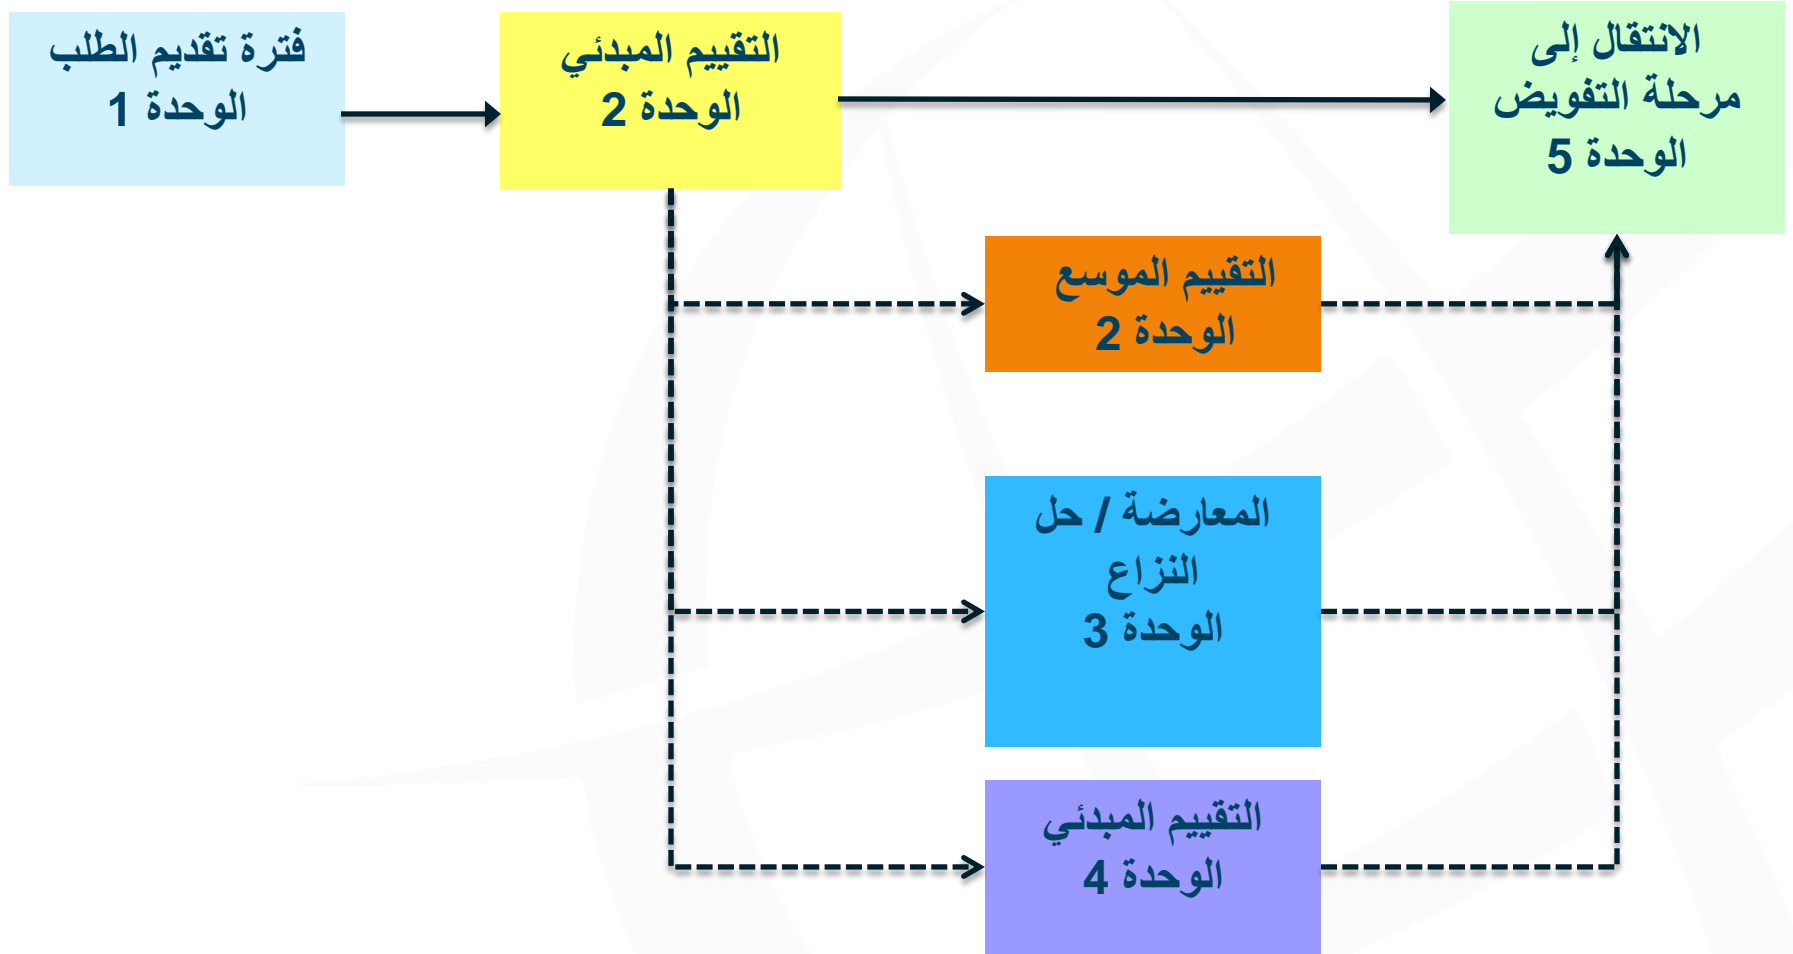 فترة تقديم الطلب
الوحدة 1
التقييم المبدئي
الوحدة 2
الانتقال إلى
مرحلة التفويض
الوحدة 5
التقييم الموسع
الوحدة 2
المعارضة / حل
النزاع
الوحدة 3
التقييم المبدئي
الوحدة 4